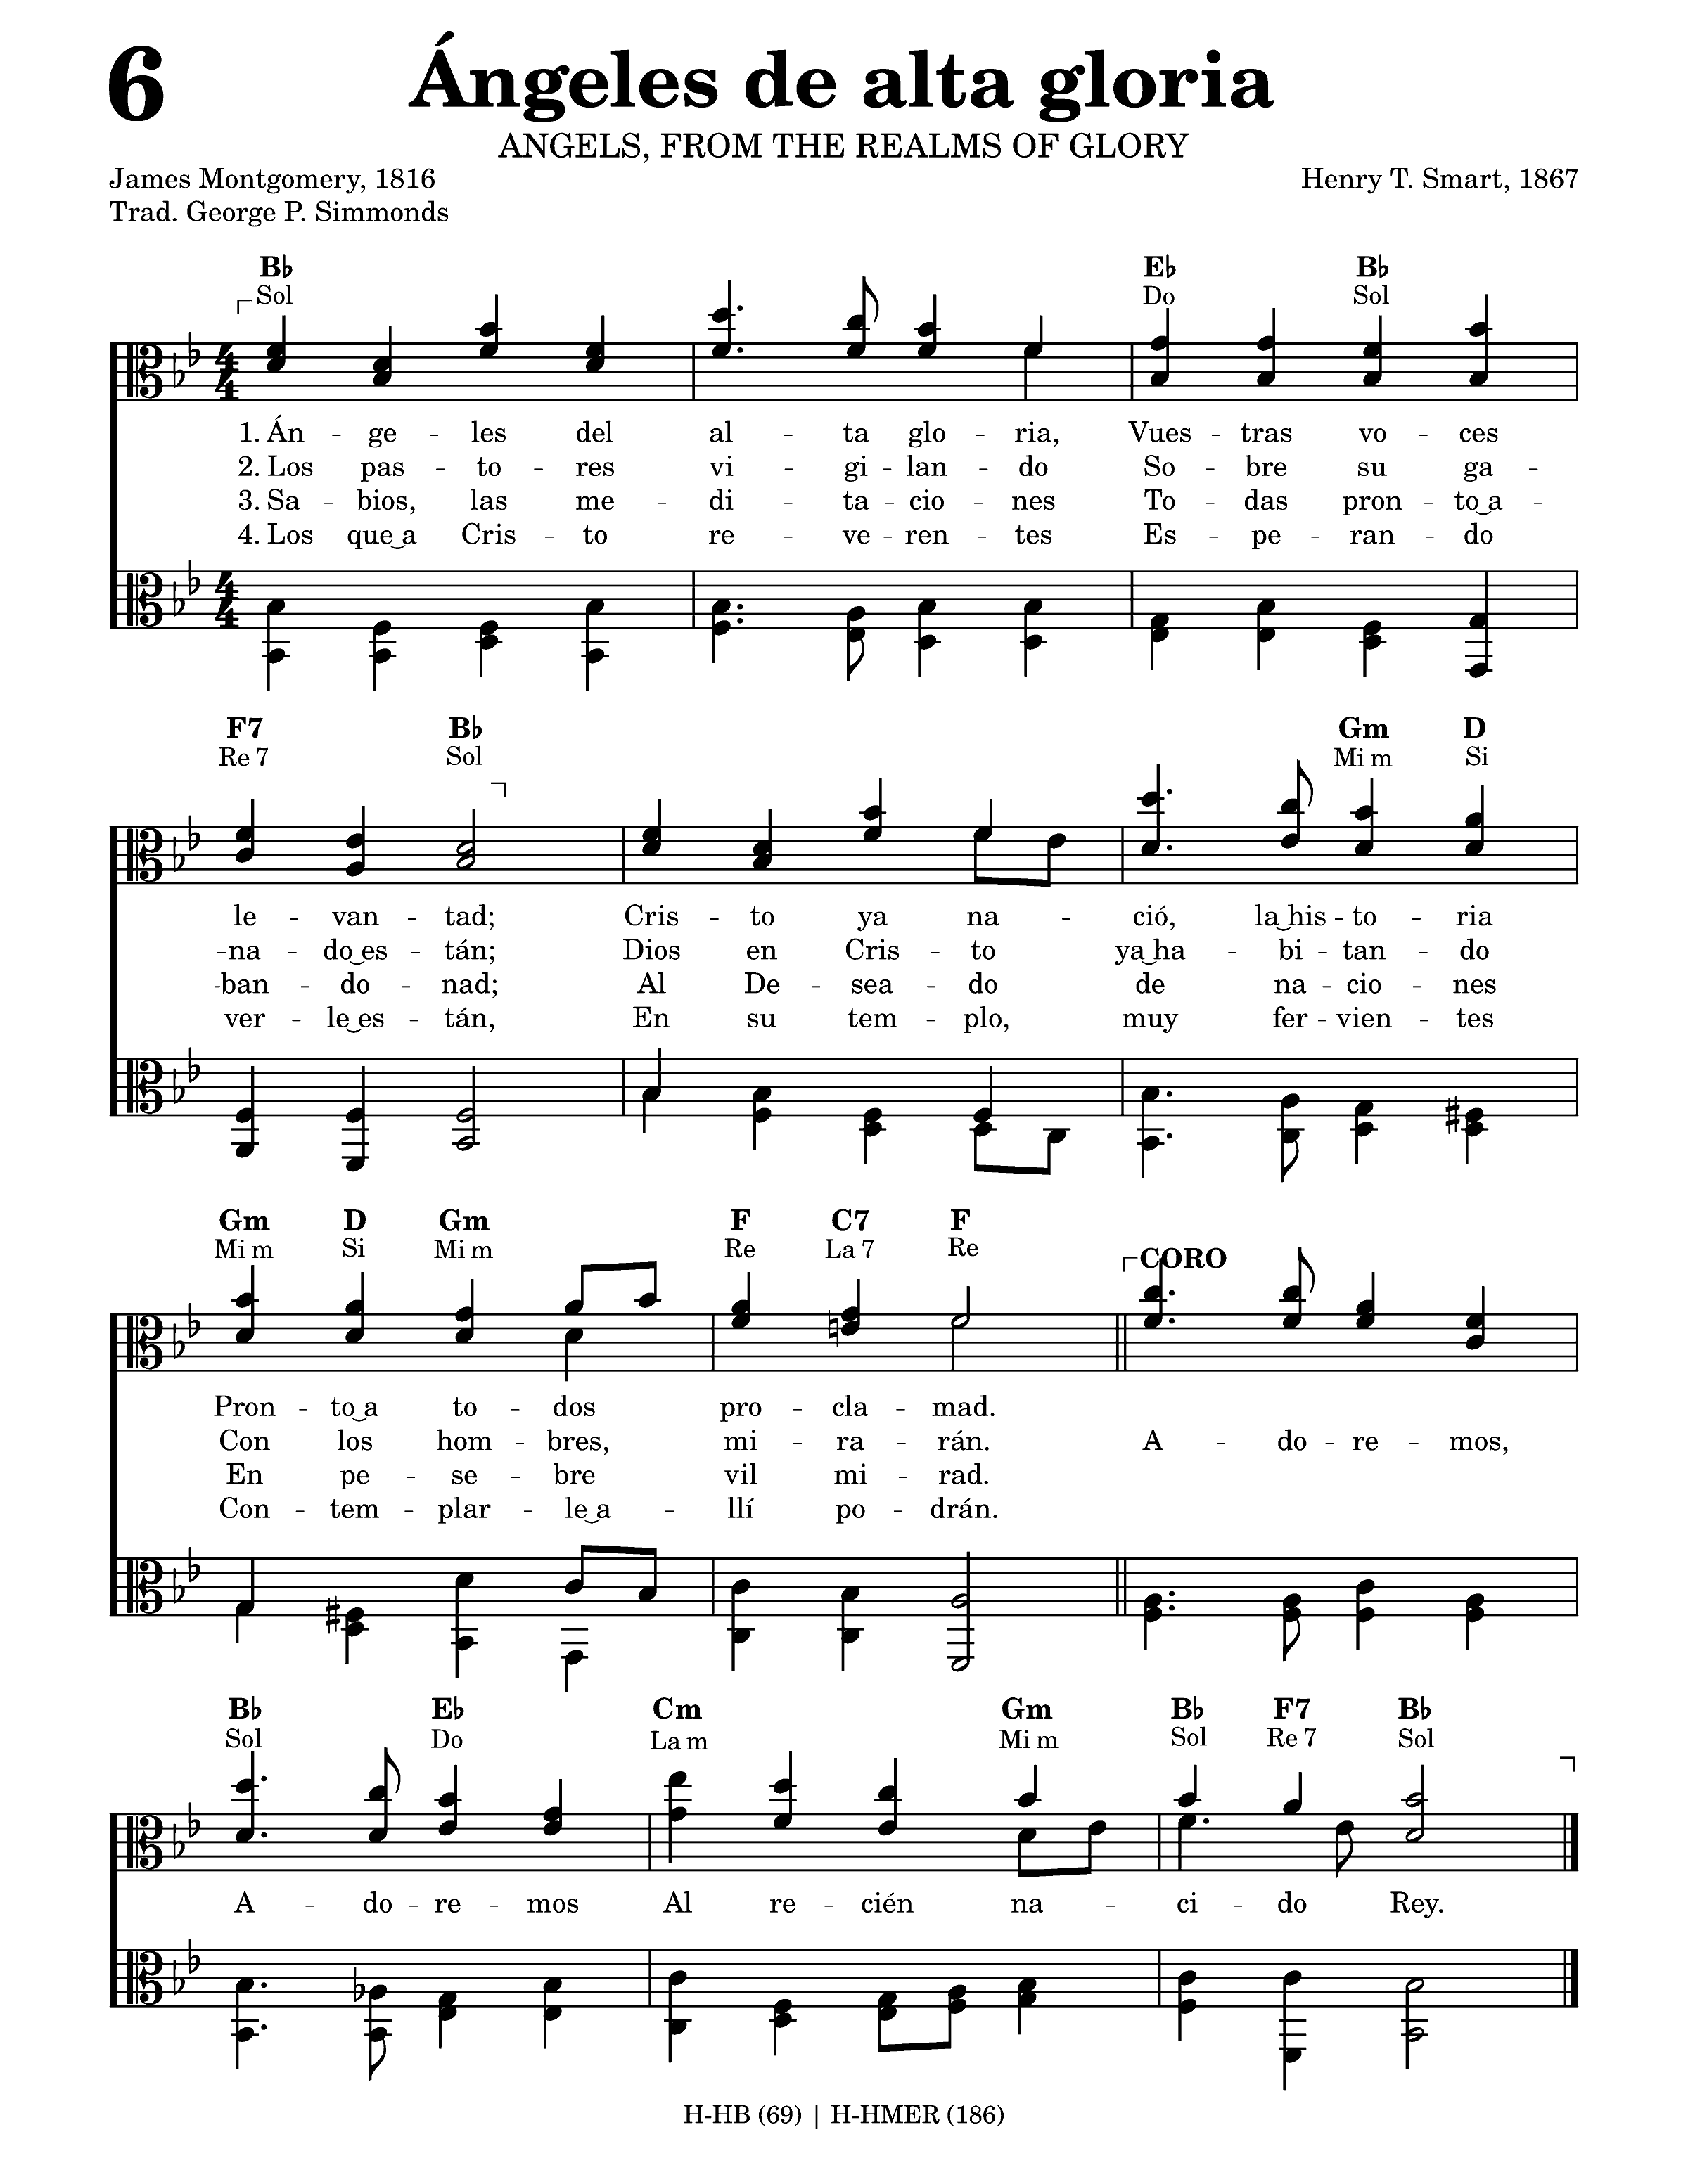 6 Ángeles de alta gloria
ANGELS, FROM THE REALMS OF GLORY
James Montgomery, 1816 Henry T. Smart, 1867
Trad. George P. Simmonds
B♭ E♭ B♭
Sol Do Sol
1. Án - ge - les del al - ta glo - ria, Vues - tras vo - ces
2. Los pas - to - res vi - gi - lan - do So - bre su ga -
3. Sa - bios, las me - di - ta - cio - nes To - das pron - to‿a -
4. Los que‿a Cris - to re - ve - ren - tes Es - pe - ran - do
F7 B♭ Gm D
Re 7 Sol Mi m Si
le - van - tad; Cris - to ya na - ció, la‿his - to - ria
-na - do‿es - tán; Dios en Cris - to ya‿ha - bi - tan - do
-ban - do - nad; Al De - sea - do de na - cio - nes
ver - le‿es - tán, En su tem - plo, muy fer - vien - tes
Gm D Gm F C7 F
Mi m Si Mi m Re La 7 Re
CORO
Pron - to‿a to - dos pro - cla - mad.
Con los hom - bres, mi - ra - rán. A - do - re - mos,
En pe - se - bre vil mi - rad.
Con - tem - plar - le‿a - llí po - drán.
B♭ E♭ Cm Gm B♭ F7 B♭
Sol Do La m Mi m Sol Re 7 Sol
A - do - re - mos Al re - cién na - ci - do Rey.
H-HB (69) | H-HMER (186)